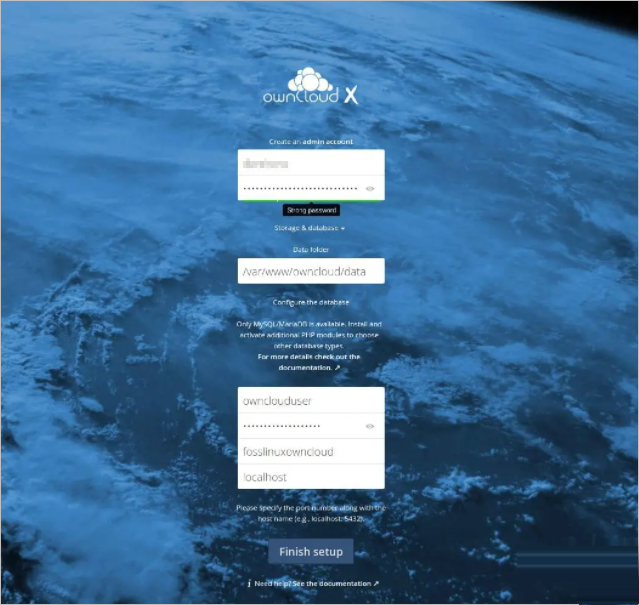 ownCloud X
Create an admin account
Strong password
Storage & database
Data folder
/var/www/owncloud/data
Configure the database
Only MySQL/MariaDB is available. Install and
activate additional PHP modules to choose
other database types.
For more details check out the
documentation. ↗
ownclouduser
fosslinuxowncloud
localhost
Please specify the port number along with the
host name (e.g., localhost:5432).
Finish setup
i Need help? See the documentation ↗